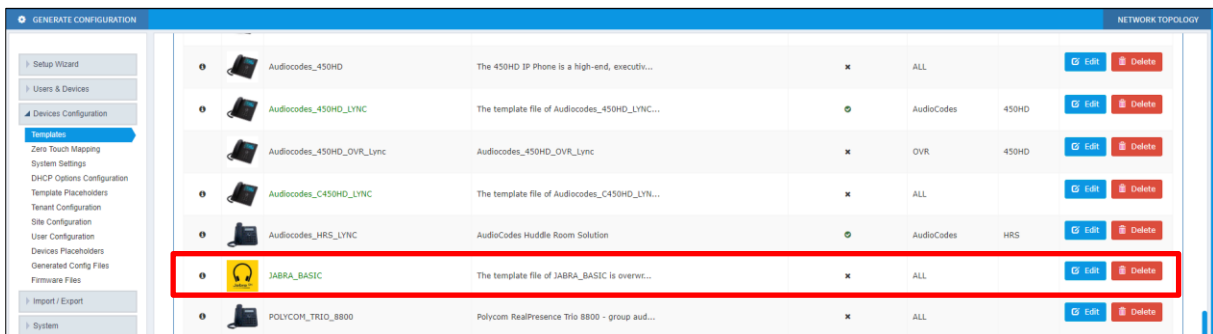 GENERATE CONFIGURATION NETWORK TOPOLOGY
Setup Wizard
Users & Devices
Devices Configuration
Templates
Zero Touch Mapping
System Settings
DHCP Options Configuration
Template Placeholders
Tenant Configuration
Site Configuration
User Configuration
Devices Placeholders
Generated Config Files
Firmware Files
Import / Export
System
Audiocodes_450HD The 450HD IP Phone is a high-end, executiv... ALL Edit Delete
Audiocodes_450HD_LYNC The template file of Audiocodes_450HD_LYNC... AudioCodes 450HD Edit Delete
Audiocodes_450HD_OVR_Lync Audiocodes_450HD_OVR_Lync OVR 450HD Edit Delete
Audiocodes_C450HD_LYNC The template file of Audiocodes_C450HD_LYN... ALL Edit Delete
Audiocodes_HRS_LYNC AudioCodes Huddle Room Solution AudioCodes HRS Edit Delete
Jabra JABRA_BASIC The template file of JABRA_BASIC is overwr... ALL Edit Delete
POLYCOM_TRIO_8800 Polycom RealPresence Trio 8800 - group aud... ALL Edit Delete